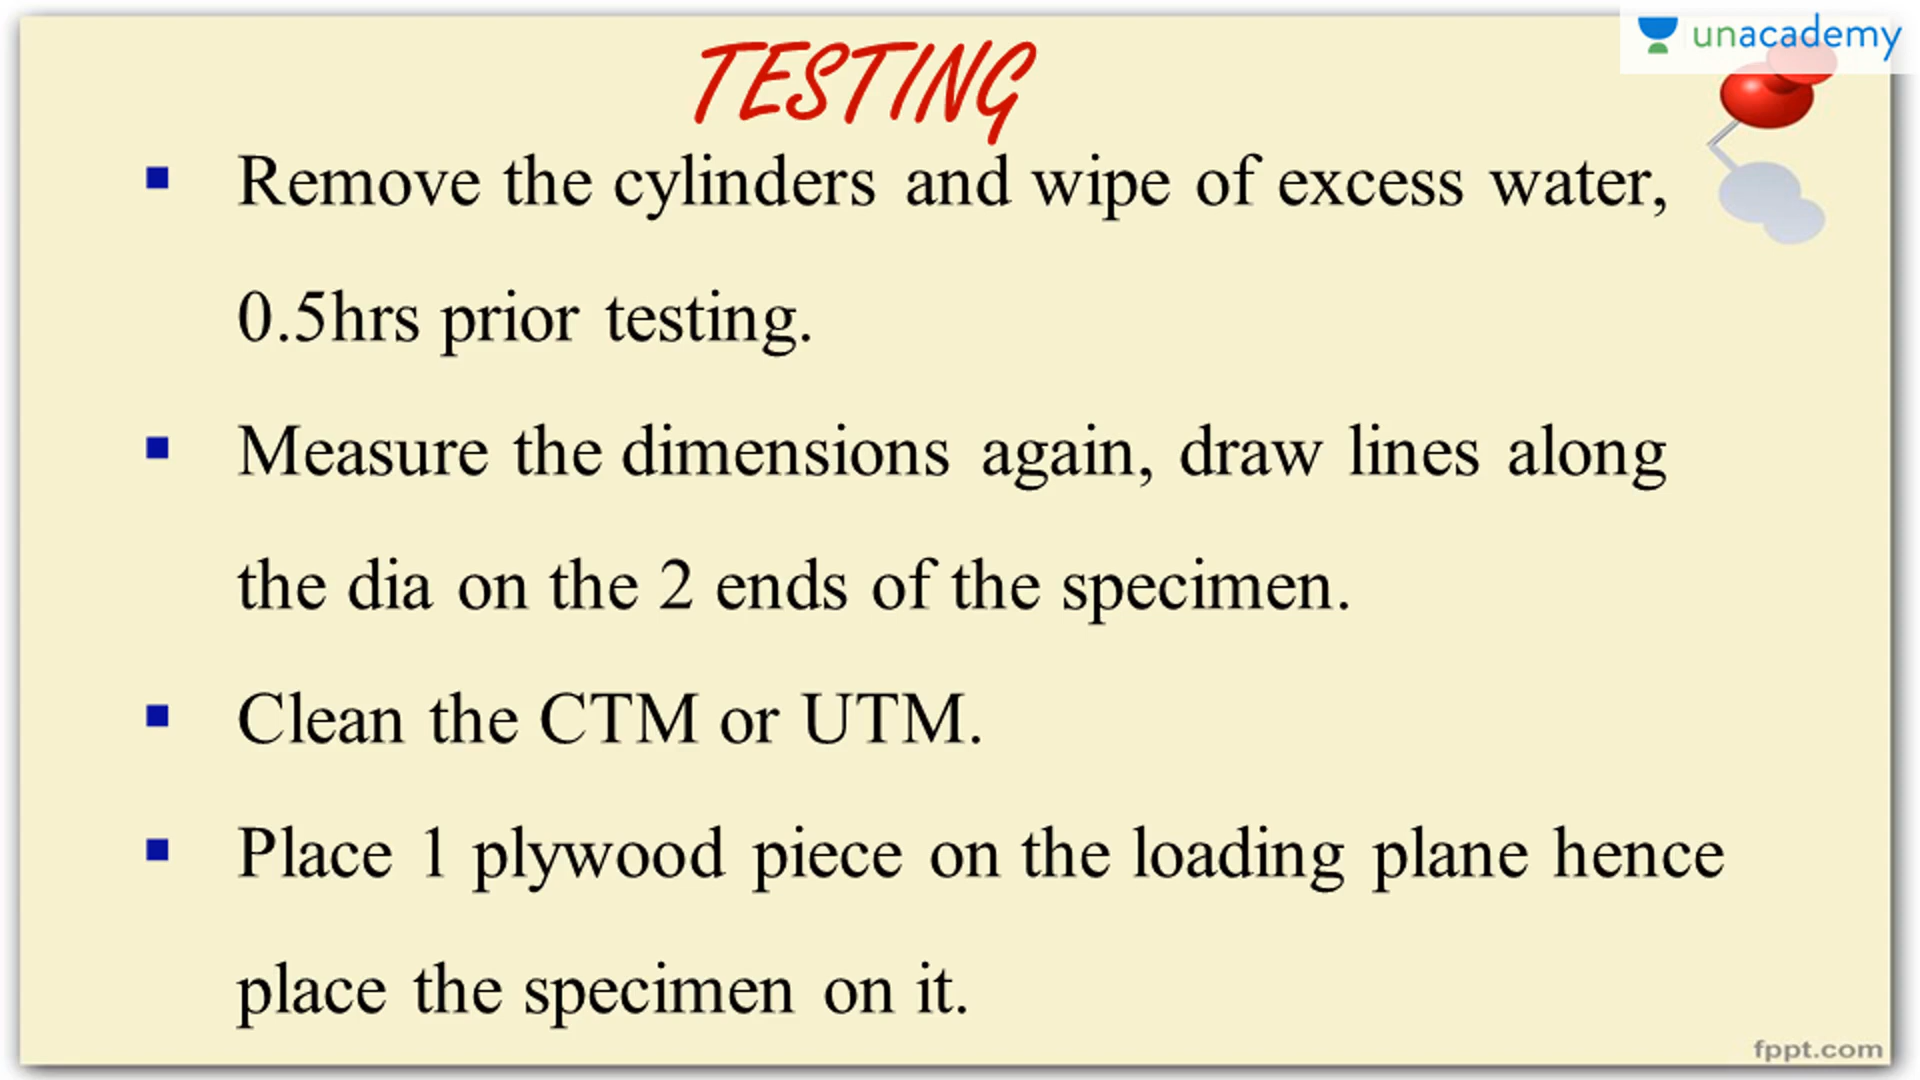 unacademy
TESTING
▪ Remove the cylinders and wipe of excess water,
0.5hrs prior testing.
▪ Measure the dimensions again, draw lines along
the dia on the 2 ends of the specimen.
▪ Clean the CTM or UTM.
▪ Place 1 plywood piece on the loading plane hence
place the specimen on it.
fppt.com